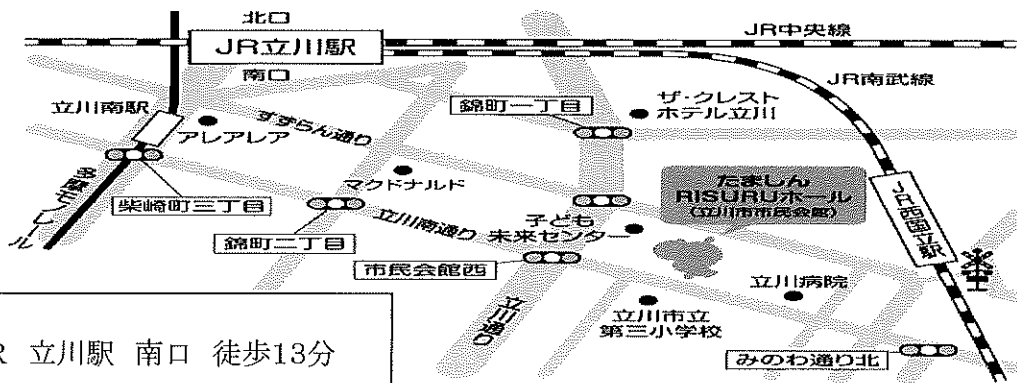 北口
JR立川駅
南口
JR中央線
JR南武線
立川南駅
アレアレア
すずらん通り
錦町一丁目
ザ・クレスト
ホテル立川
多摩モノレール
柴崎町三丁目
マクドナルド
錦町二丁目
立川南通り
たましん
RISURUホール
(立川市市民会館)
子ども
未来センター
市民会館西
JR西国立駅
立川通り
立川病院
立川市立
第三小学校
みのわ通り北
立川駅 南口 徒歩13分